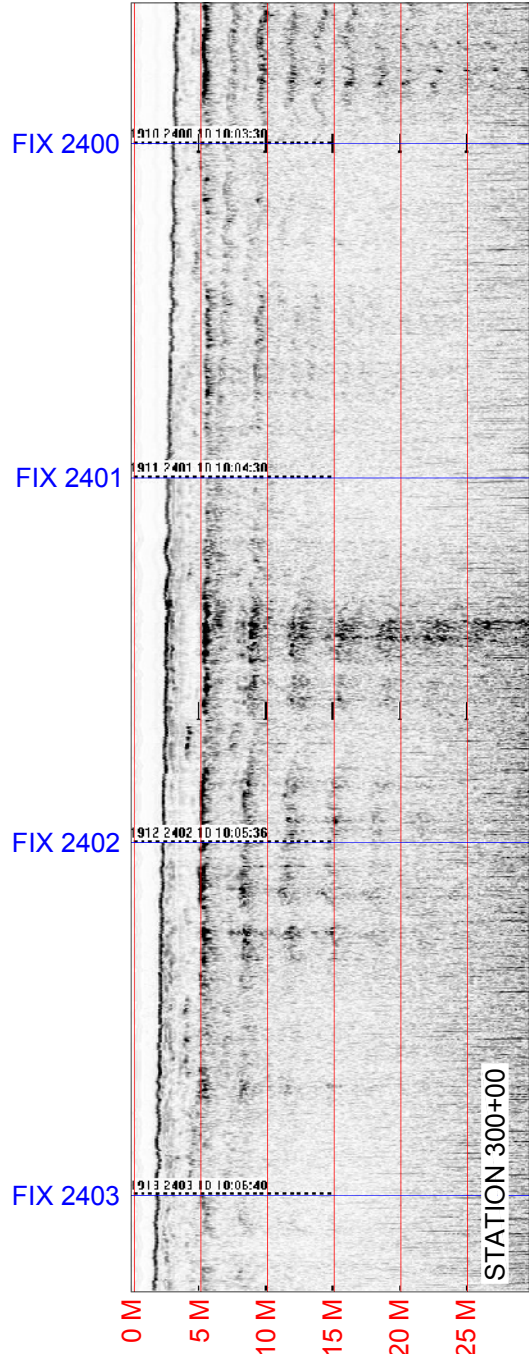 1910 2400 10 10:03:30
FIX 2400
1911 2401 10 10:04:30
FIX 2401
1912 2402 10 10:05:36
FIX 2402
1913 2403 10 10:06:40
FIX 2403
STATION 300+00
0 M
5 M
10 M
15 M
20 M
25 M